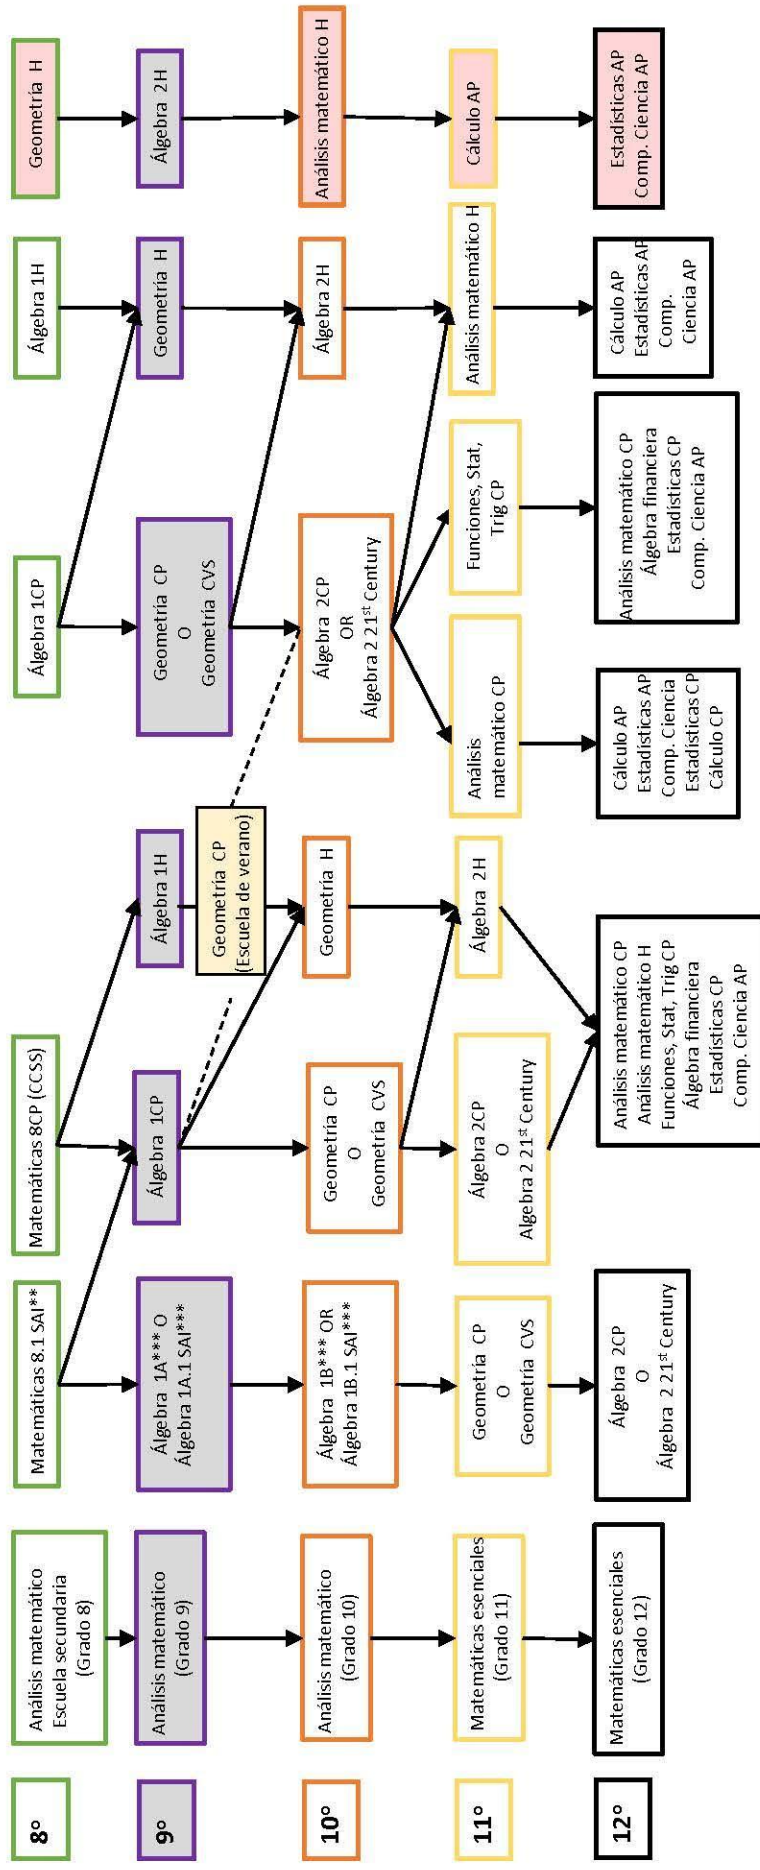 8º
Análisis matemático
Escuela secundaria
(Grado 8)
Matemáticas 8.1 SAI**
Matemáticas 8CP (CCSS)
Álgebra 1CP
Álgebra 1H
Geometría H
9º
Análisis matemático
(Grado 9)
Álgebra 1A*** O
Álgebra 1A.1 SAI***
Álgebra 1CP
Álgebra 1H
Geometría CP
O
Geometría CVS
Geometría H
Álgebra 2H
Geometría CP
(Escuela de verano)
10º
Análisis matemático
(Grado 10)
Álgebra 1B*** OR
Álgebra 1B.1 SAI***
Geometría CP
O
Geometría CVS
Geometría H
Álgebra 2CP
OR
Álgebra 2 21st Century
Álgebra 2H
Análisis matemático H
11º
Matemáticas esenciales
(Grado 11)
Geometría CP
O
Geometría CVS
Álgebra 2CP
O
Algebra 2 21st Century
Álgebra 2H
Análisis
matemático CP
Funciones, Stat,
Trig CP
Análisis matemático H
Cálculo AP
12º
Matemáticas esenciales
(Grado 12)
Álgebra 2CP
O
Álgebra 2 21st Century
Análisis matemático CP
Análisis matemático H
Funciones, Stat, Trig CP
Álgebra financiera
Estadísticas CP
Comp. Ciencia AP
Cálculo AP
Estadísticas AP
Comp. Ciencia
Estadísticas CP
Cálculo CP
Análisis matemático CP
Álgebra financiera
Estadísticas CP
Comp. Ciencia AP
Cálculo AP
Estadísticas AP
Comp.
Ciencia AP
Estadísticas AP
Comp. Ciencia AP